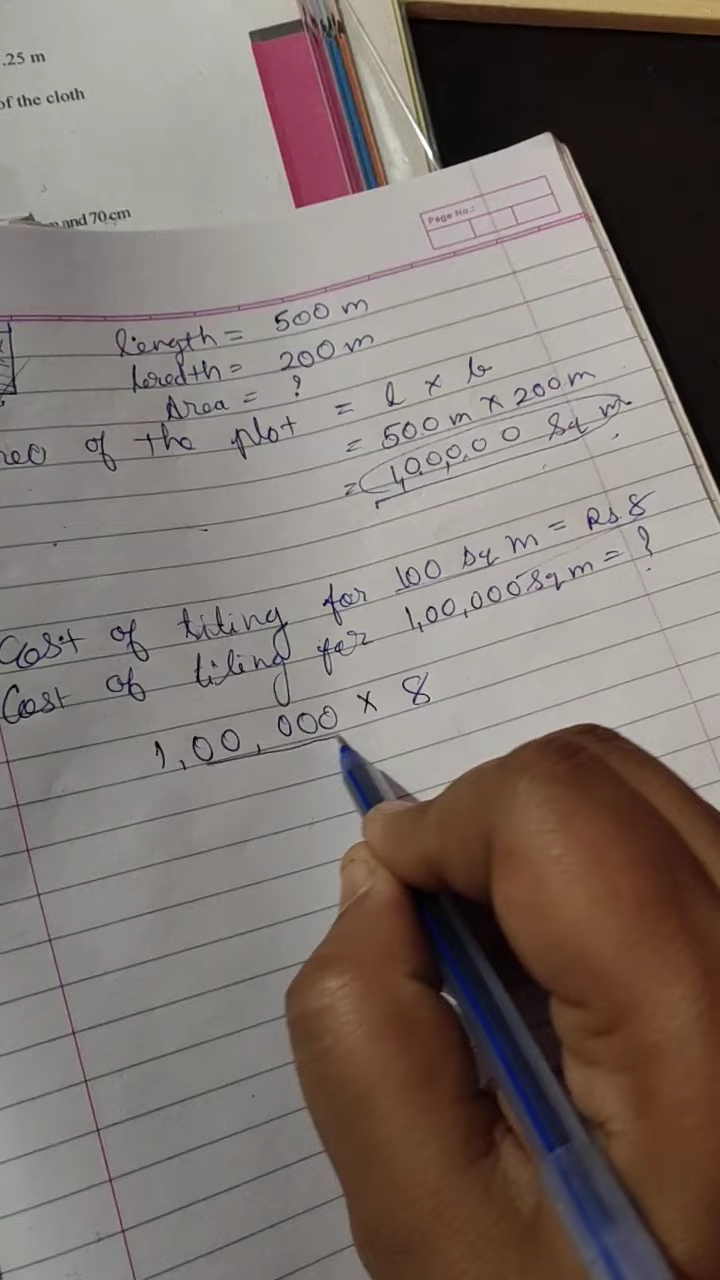 .25 m
of the cloth
and 70 cm
Page No.:
length = 500 m
bredth = 200 m
Area = ?
of the plot = l × b
= 500 m × 200 m
= 1,00,000 sq m
Cost of tiling for 100 sq m = Rs 8
Cost of tiling for 1,00,000 sq m = ?
1,00,000 × 8